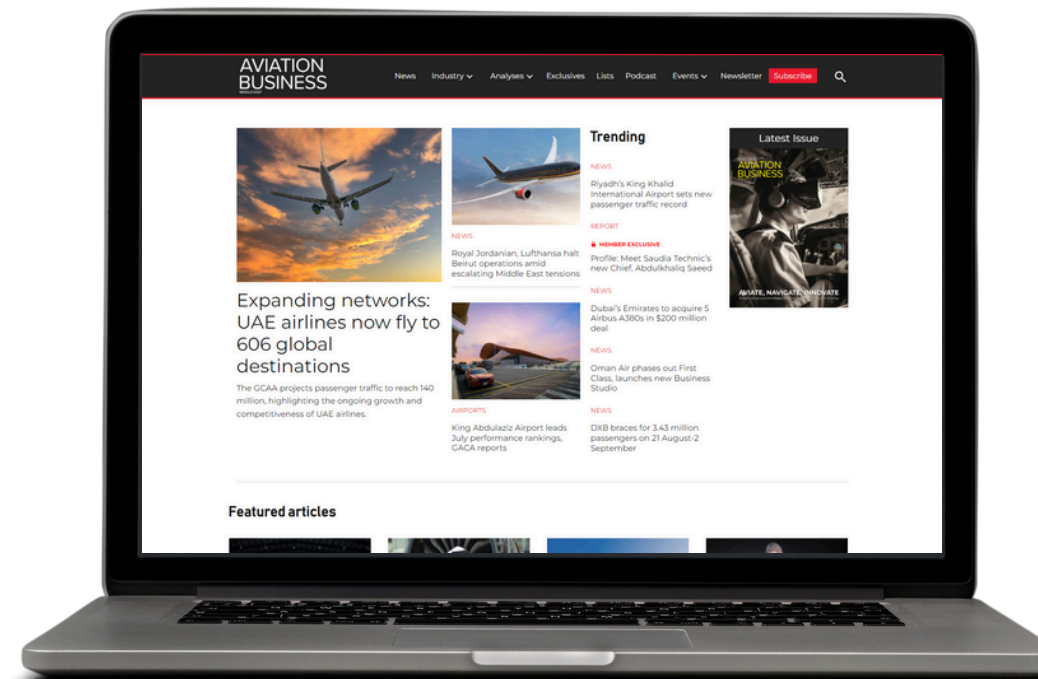 AVIATION
BUSINESS
News Industry Analyses Exclusives Lists Podcast Events Newsletter Subscribe
Expanding networks:
UAE airlines now fly to
606 global
destinations
The GCAA projects passenger traffic to reach 140
million, highlighting the ongoing growth and
competitiveness of UAE airlines.
NEWS
Royal Jordanian, Lufthansa halt
Beirut operations amid
escalating Middle East tensions
AIRPORTS
King Abdulaziz Airport leads
July performance rankings,
GACA reports
Trending
NEWS
Riyadh's King Khalid
International Airport sets new
passenger traffic record
REPORT
MEMBER EXCLUSIVE
Profile: Meet Saudia Technic's
new Chief, Abdulkhaliq Saeed
NEWS
Dubai's Emirates to acquire 5
Airbus A380s in $200 million
deal
NEWS
Oman Air phases out First
Class, launches new Business
Studio
NEWS
DXB braces for 3.43 million
passengers on 21 August-2
September
Latest Issue
AVIATION
BUSINESS
AVIATE, NAVIGATE, INNOVATE
Featured articles